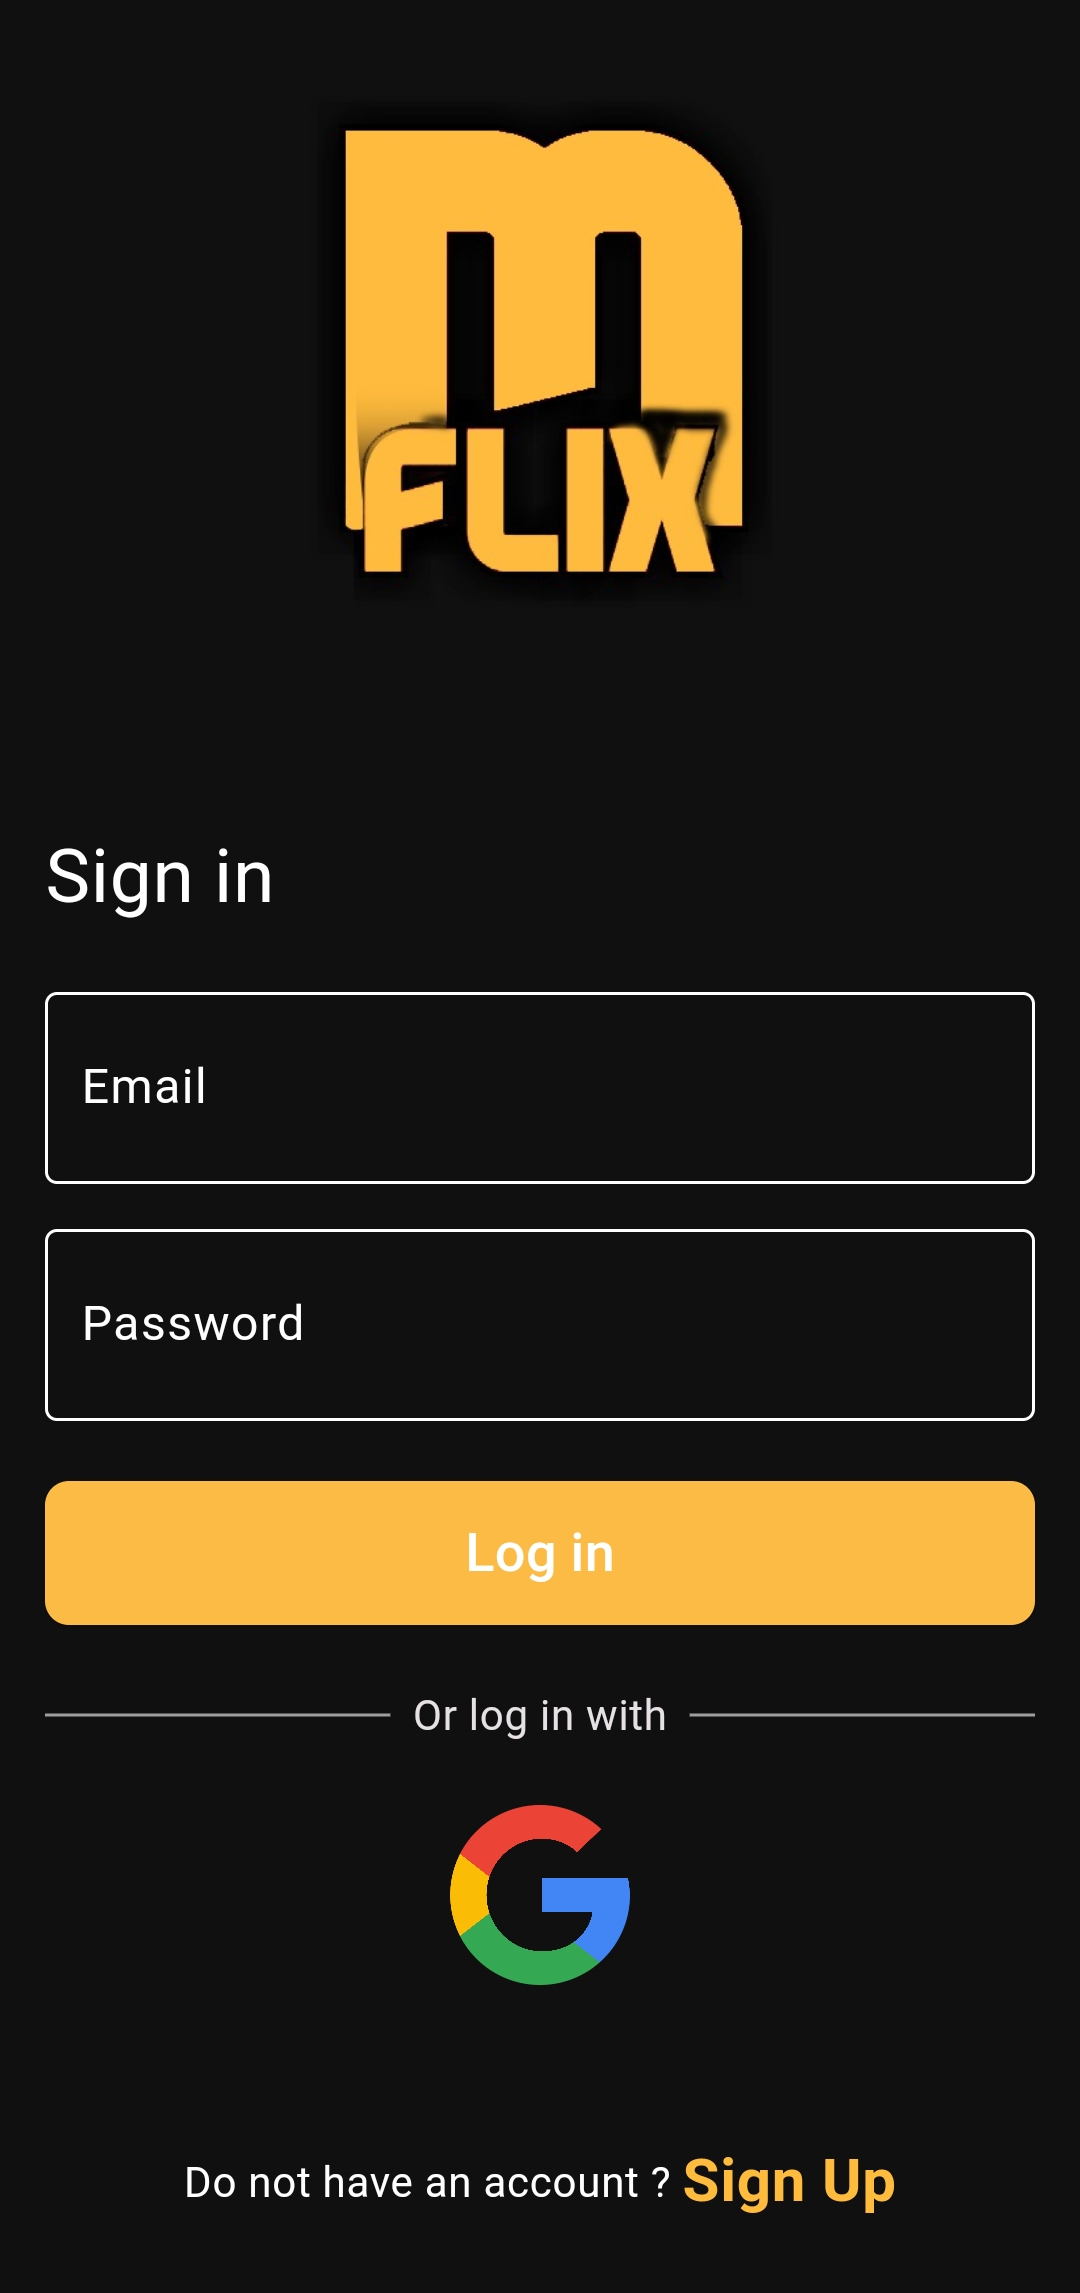 m
FLIX
Sign in
Email
Password
Log in
Or log in with
Do not have an account ? Sign Up